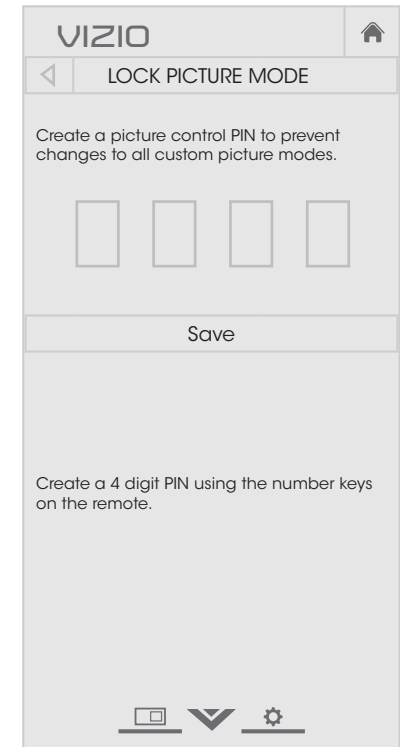 VIZIO
LOCK PICTURE MODE
Create a picture control PIN to prevent
changes to all custom picture modes.
Save
Create a 4 digit PIN using the number keys
on the remote.